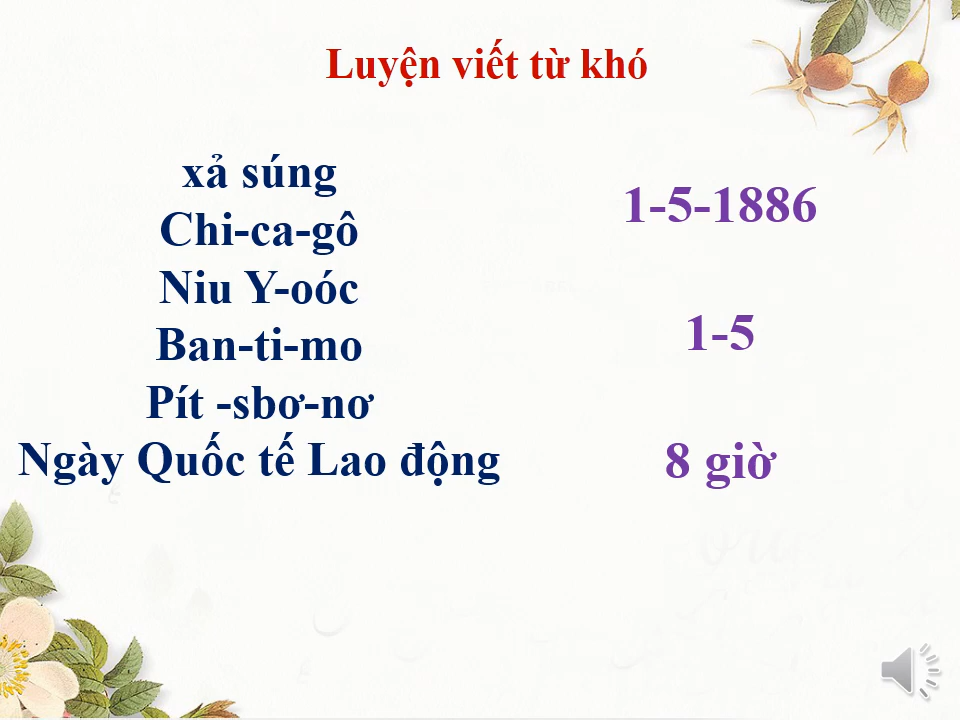 Luyện viết từ khó
xả súng
Chi-ca-gô
Niu Y-oóc
Ban-ti-mo
Pít -sbơ-nơ
Ngày Quốc tế Lao động
1-5-1886
1-5
8 giờ